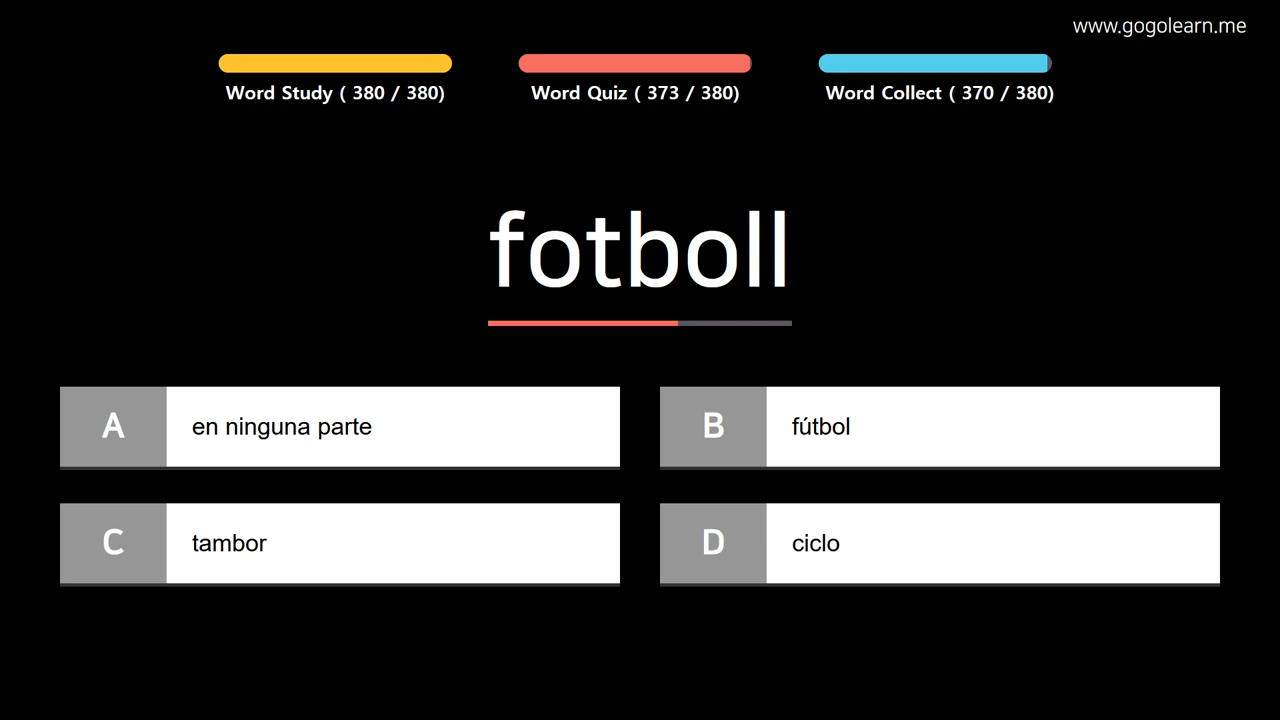 www.gogolearn.me
Word Study ( 380 / 380)
Word Quiz ( 373 / 380)
Word Collect ( 370 / 380)
fotboll
A
en ninguna parte
B
fútbol
C
tambor
D
ciclo